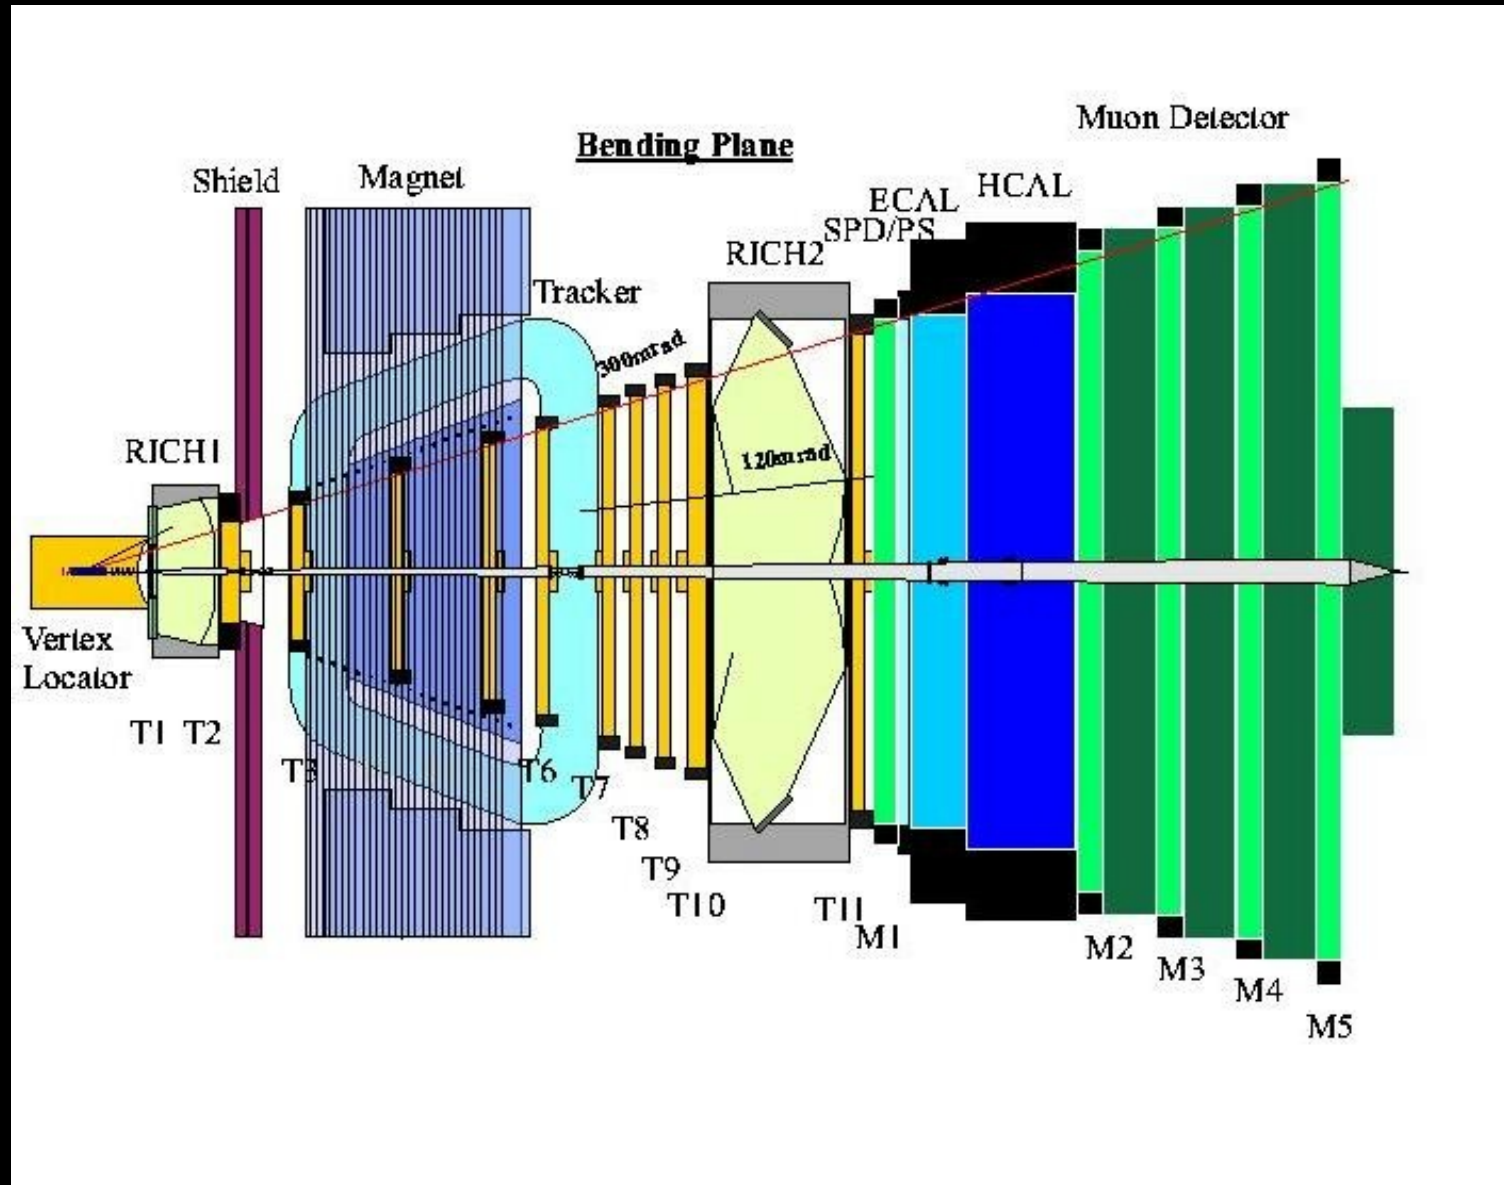 Muon Detector
Bending Plane
Shield
Magnet
HCAL
ECAL
SPD/PS
RICH2
Tracker
300mrad
RICH1
120mrad
Vertex
Locator
T1 T2
T3
T6
T7
T8
T9
T10
T11
M1
M2
M3
M4
M5